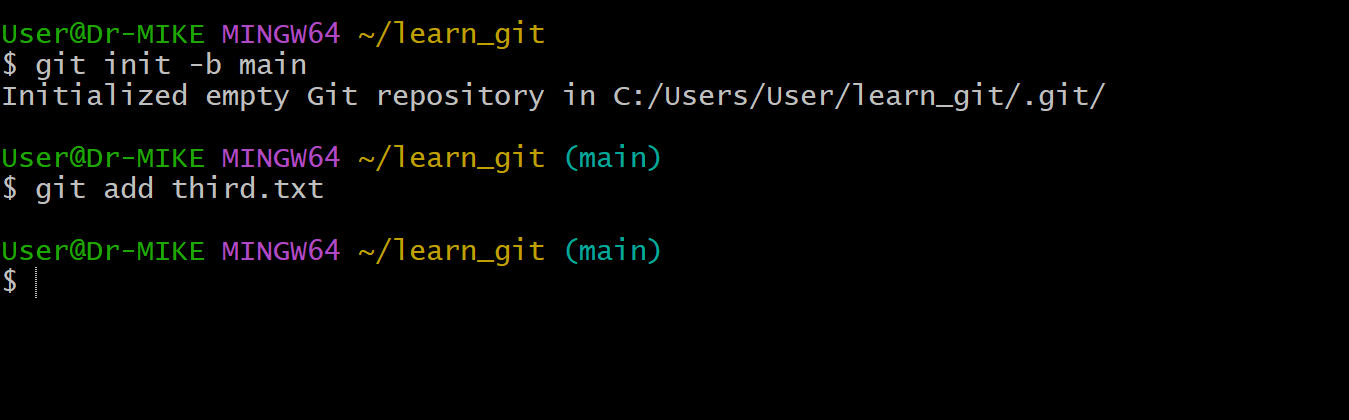 User@Dr-MIKE MINGW64 ~/learn_git
$ git init -b main
Initialized empty Git repository in C:/Users/User/learn_git/.git/
User@Dr-MIKE MINGW64 ~/learn_git (main)
$ git add third.txt
User@Dr-MIKE MINGW64 ~/learn_git (main)
$